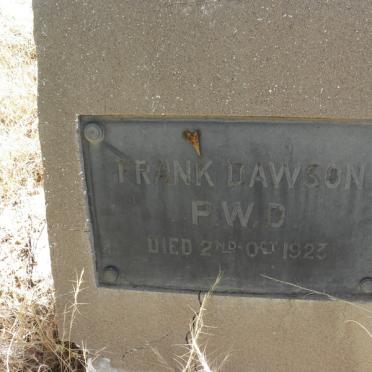 FRANK DAWSON
P.W.D
DIED 2ND OCT 1923